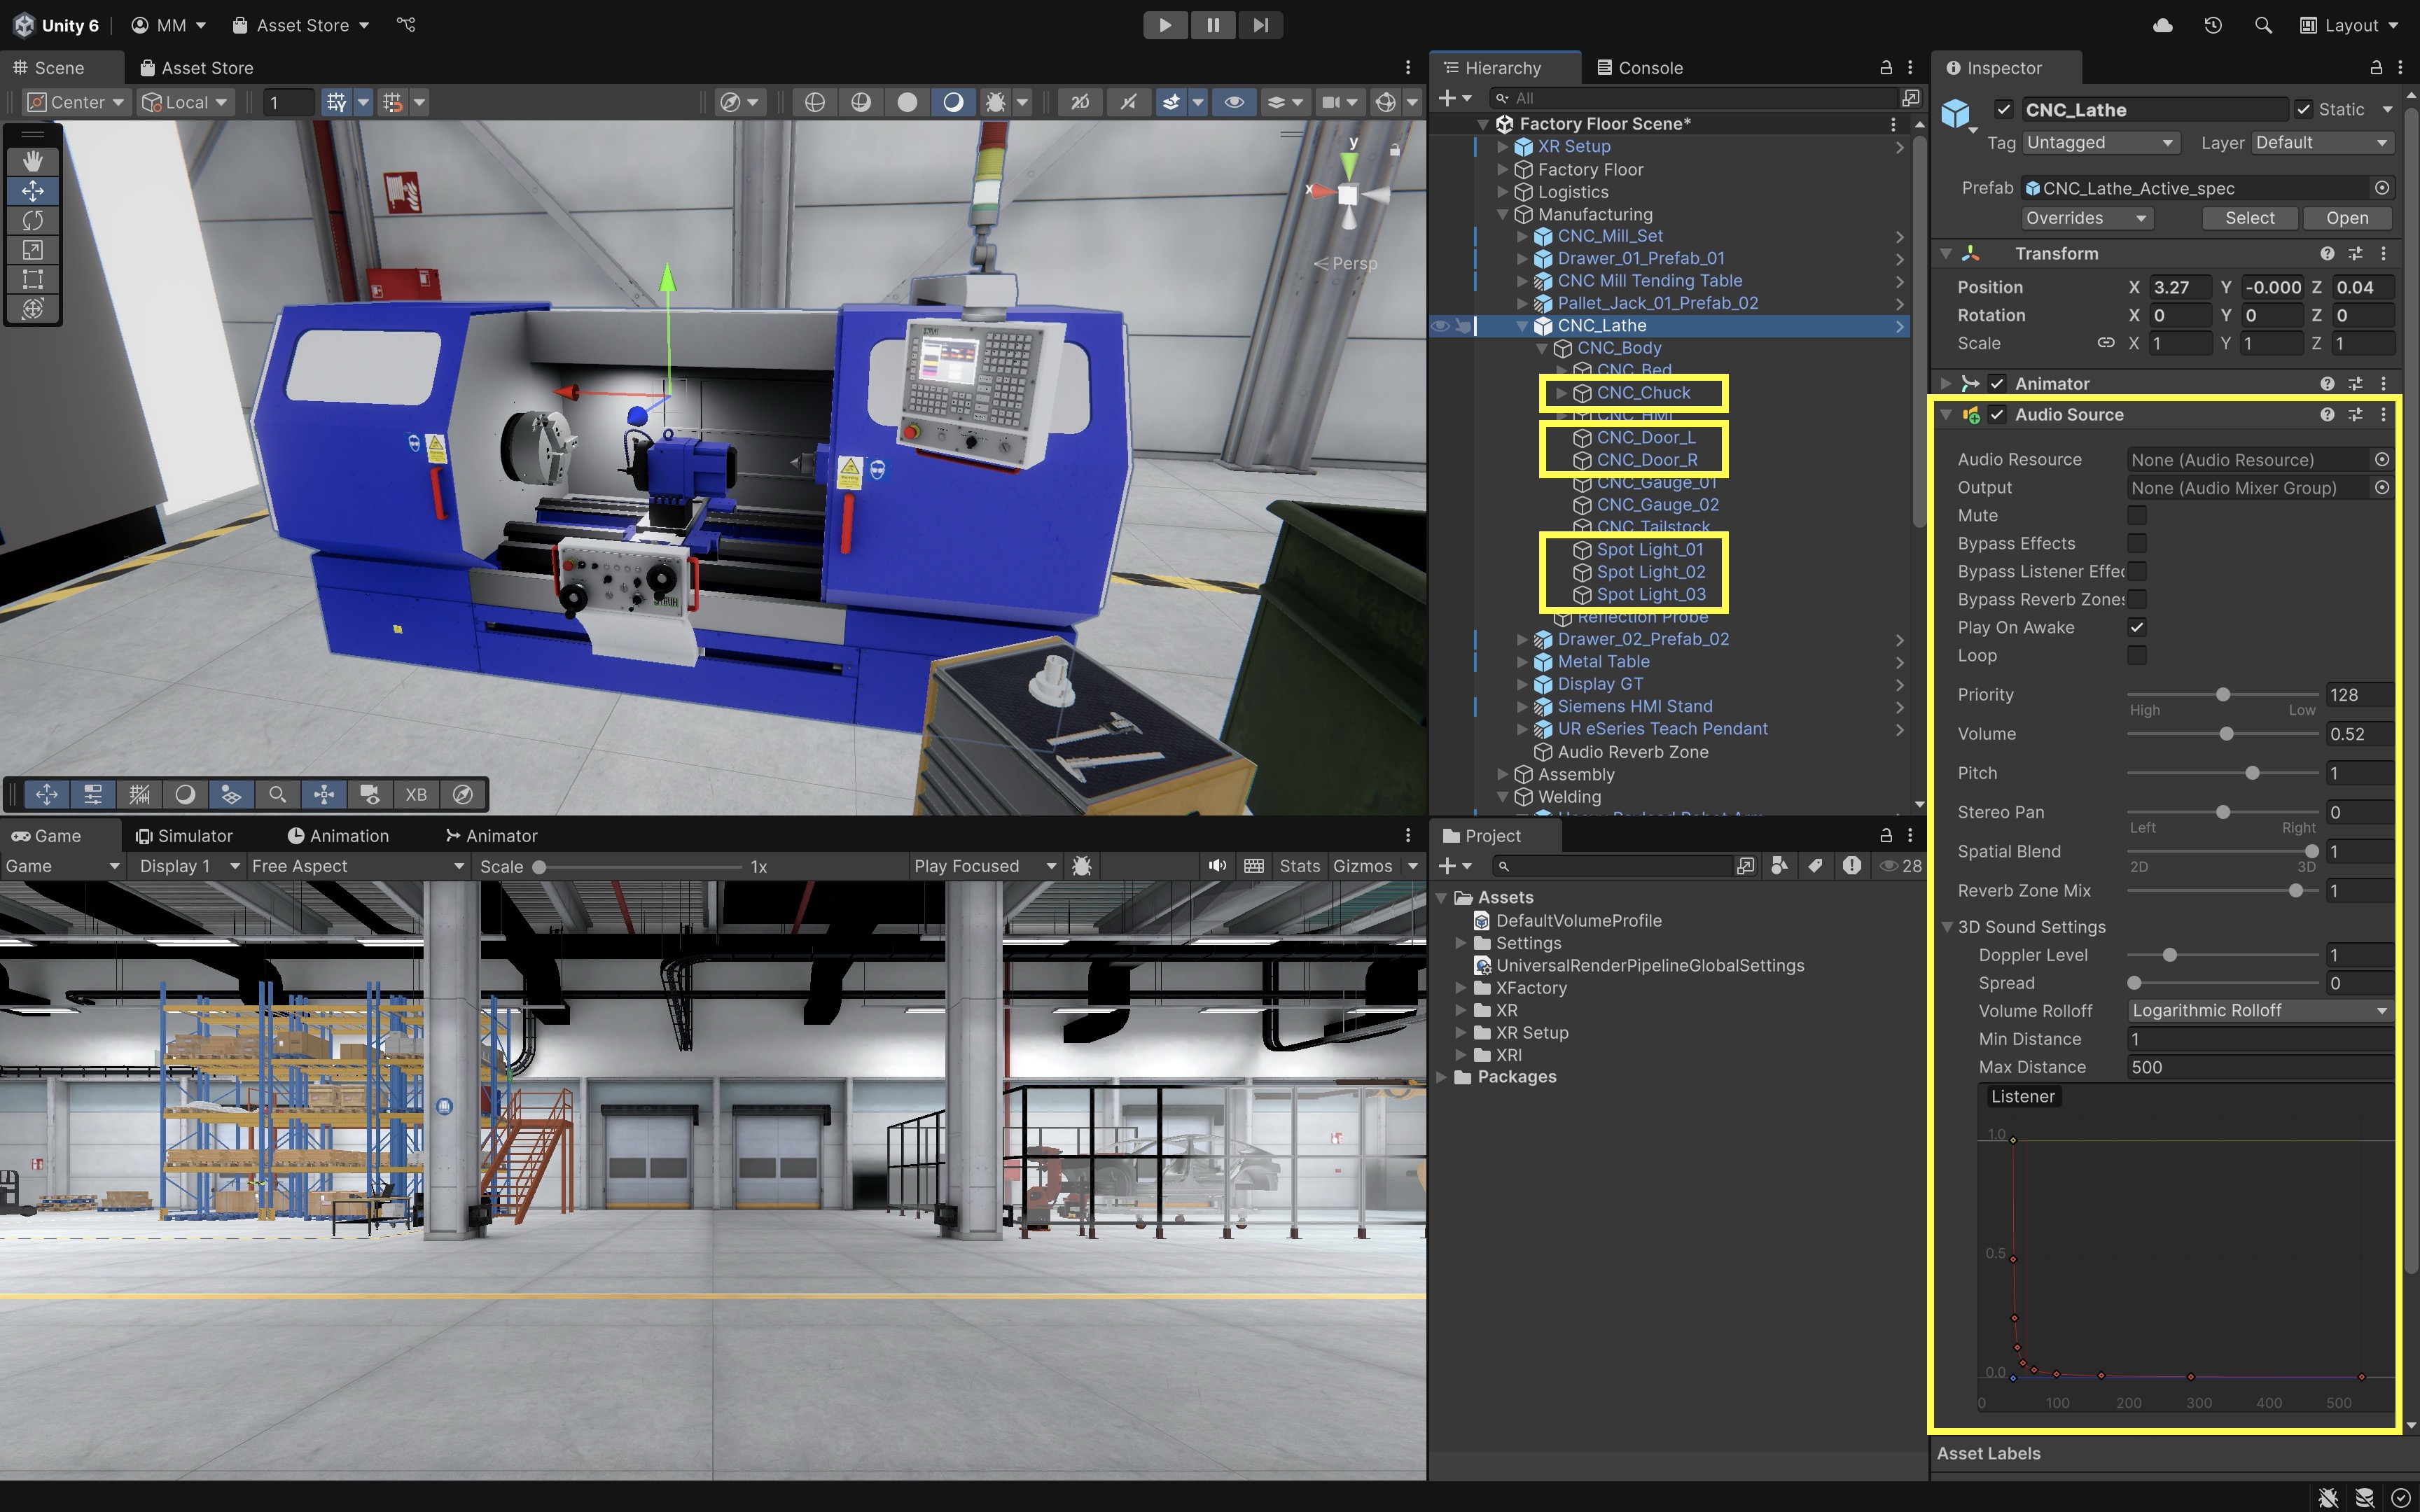 Unity 6
MM
Asset Store
Layout
Scene
Asset Store
Center
Local
1
2D
y
x
Persp
XB
Hierarchy
Console
All
Factory Floor Scene*
XR Setup
Factory Floor
Logistics
Manufacturing
CNC_Mill_Set
Drawer_01_Prefab_01
CNC Mill Tending Table
Pallet_Jack_01_Prefab_02
CNC_Lathe
CNC_Body
CNC_Bed
CNC_Chuck
CNC_HMI
CNC_Door_L
CNC_Door_R
CNC_Gauge_01
CNC_Gauge_02
CNC_Tailstock
Spot Light_01
Spot Light_02
Spot Light_03
Reflection Probe
Drawer_02_Prefab_02
Metal Table
Display GT
Siemens HMI Stand
UR eSeries Teach Pendant
Audio Reverb Zone
Assembly
Welding
Heavy Payload Robot Arm
Inspector
CNC_Lathe
Static
Tag Untagged Layer Default
Prefab CNC_Lathe_Active_spec
Overrides Select Open
Transform
Position X 3.27 Y -0.000 Z 0.04
Rotation X 0 Y 0 Z 0
Scale X 1 Y 1 Z 1
Animator
Audio Source
Audio Resource None (Audio Resource)
Output None (Audio Mixer Group)
Mute
Bypass Effects
Bypass Listener Effec
Bypass Reverb Zones
Play On Awake
Loop
Priority 128
High Low
Volume 0.52
Pitch 1
Stereo Pan 0
Left Right
Spatial Blend 1
2D 3D
Reverb Zone Mix 1
3D Sound Settings
Doppler Level 1
Spread 0
Volume Rolloff Logarithmic Rolloff
Min Distance 1
Max Distance 500
Listener
1.0
0.5
0.0
0 100 200 300 400 500
Asset Labels
Game
Simulator
Animation
Animator
Game
Display 1
Free Aspect
Scale
1x
Play Focused
Stats
Gizmos
Project
28
Assets
DefaultVolumeProfile
Settings
UniversalRenderPipelineGlobalSettings
XFactory
XR
XR Setup
XRI
Packages